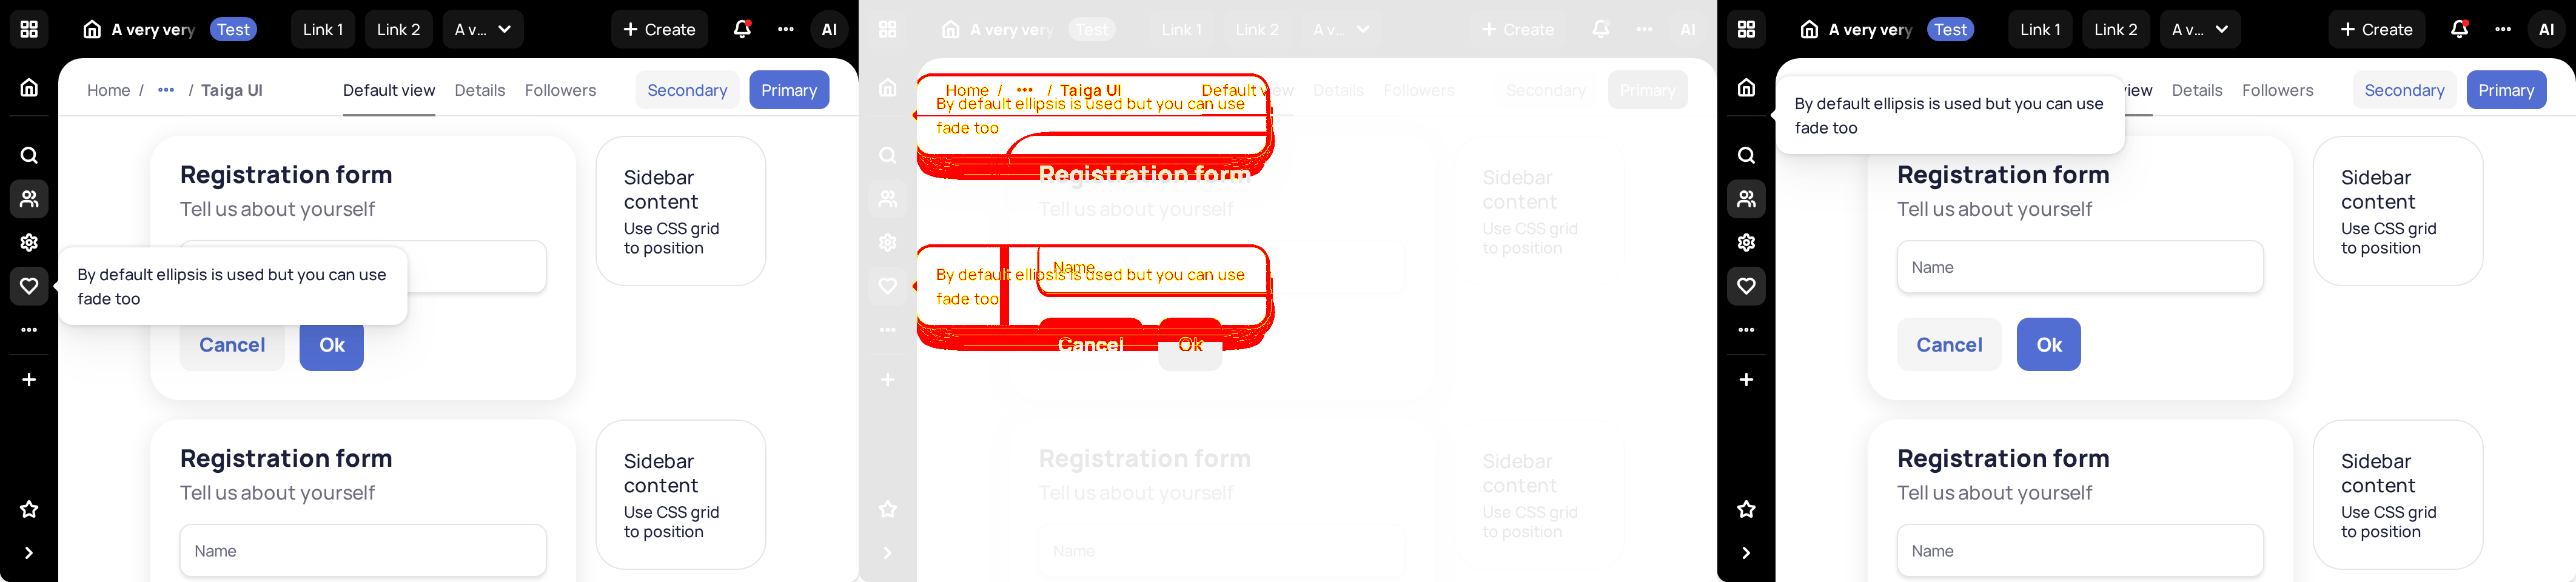 A very very Test Link 1 Link 2 A v... Create AI
Home / ... / Taiga UI Default view Details Followers Secondary Primary
Registration form
Tell us about yourself
Sidebar
content
Use CSS grid
to position
By default ellipsis is used but you can use
fade too
Cancel Ok
Registration form
Tell us about yourself
Name
Sidebar
content
Use CSS grid
to position
A very very Test Link 1 Link 2 A v... Create AI
Home / ... / Taiga UI Default view Details Followers Secondary Primary
By default ellipsis is used but you can use
fade too
Registration form
Tell us about yourself
Sidebar
content
Use CSS grid
to position
Name
By default ellipsis is used but you can use
fade too
Cancel Ok
Registration form
Tell us about yourself
Name
Sidebar
content
Use CSS grid
to position
A very very Test Link 1 Link 2 A v... Create AI
By default ellipsis is used but you can use
fade too
view Details Followers Secondary Primary
Registration form
Tell us about yourself
Name
Cancel Ok
Sidebar
content
Use CSS grid
to position
Registration form
Tell us about yourself
Name
Sidebar
content
Use CSS grid
to position